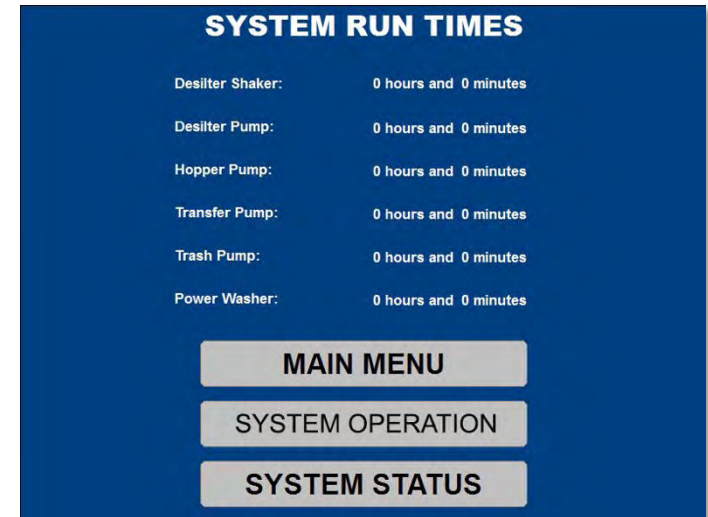 SYSTEM RUN TIMES
Desilter Shaker: 0 hours and 0 minutes
Desilter Pump: 0 hours and 0 minutes
Hopper Pump: 0 hours and 0 minutes
Transfer Pump: 0 hours and 0 minutes
Trash Pump: 0 hours and 0 minutes
Power Washer: 0 hours and 0 minutes
MAIN MENU
SYSTEM OPERATION
SYSTEM STATUS